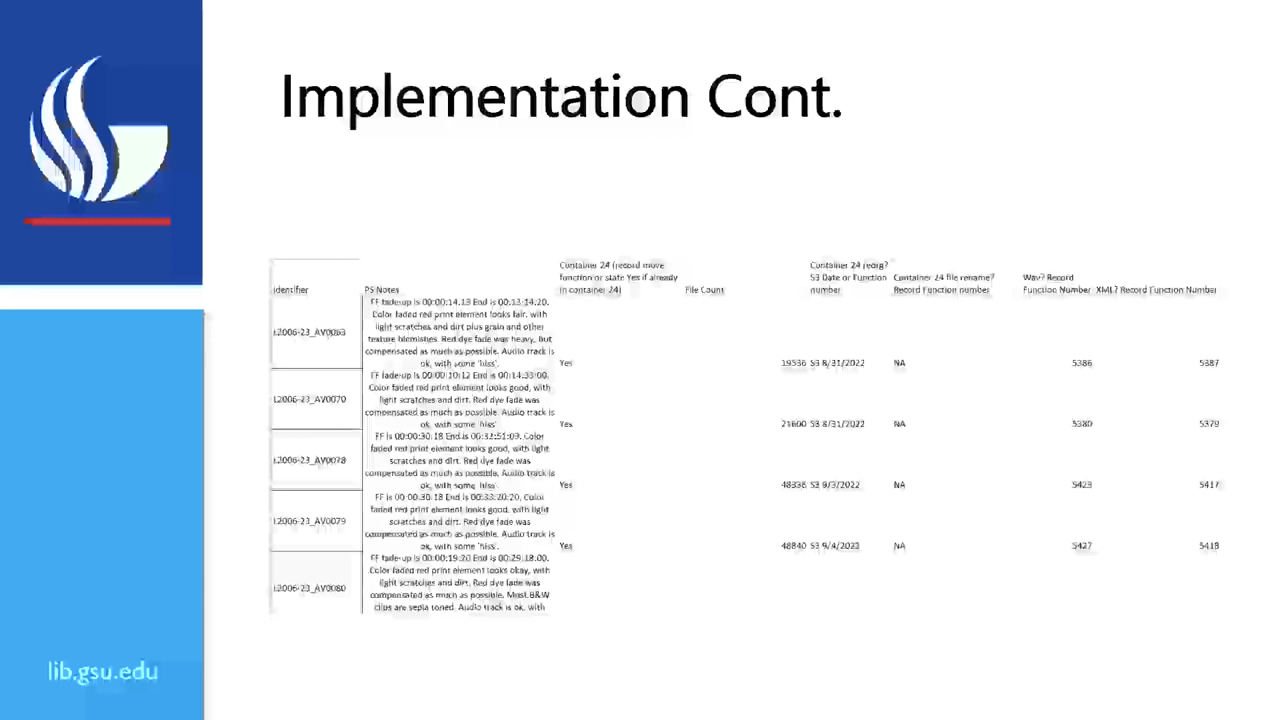 Implementation Cont.
Container 24 (record move Container 24 reorg?
function or state Yes if already S3 Date or Function Container 24 file rename? Wav? Record
Identifier PS Notes in container 24) File Count number Record Function number Function Number XML? Record Function Number
FF fade-up is 00:00:14.13 End is 00:13:14:20.
Color faded red print element looks fair, with
light scratches and dirt plus grain and other
L2006-23_AV0063 texture blemishes. Red dye fade was heavy, but
compensated as much as possible. Audio track is
ok, with some 'hiss'. Yes 19536 S3 8/31/2022 NA 5386 5387
FF fade-up is 00:00:10:12 End is 00:14:33:00.
Color faded red print element looks good, with
L2006-23_AV0070 light scratches and dirt. Red dye fade was
compensated as much as possible. Audio track is
ok, with some 'hiss' Yes 21600 S3 8/31/2022 NA 5380 5379
FF is 00:00:30:18 End is 00:32:51:09. Color
faded red print element looks good, with light
L2006-23_AV0078 scratches and dirt. Red dye fade was
compensated as much as possible. Audio track is
ok, with some 'hiss'. Yes 48336 S3 9/3/2022 NA 5423 5417
FF is 00:00:30:18 End is 00:33:20:20, Color
faded red print element looks good, with light
L2006-23_AV0079 scratches and dirt. Red dye fade was
compensated as much as possible. Audio track is
ok, with some 'hiss'. Yes 48840 S3 9/4/2022 NA 5427 5418
FF fade-up is 00:00:19:20 End is 00:29:18:00.
Color faded red print element looks okay, with
L2006-23_AV0080 light scratches and dirt. Red dye fade was
compensated as much as possible. Most B&W
clips are sepia toned. Audio track is ok, with
lib.gsu.edu